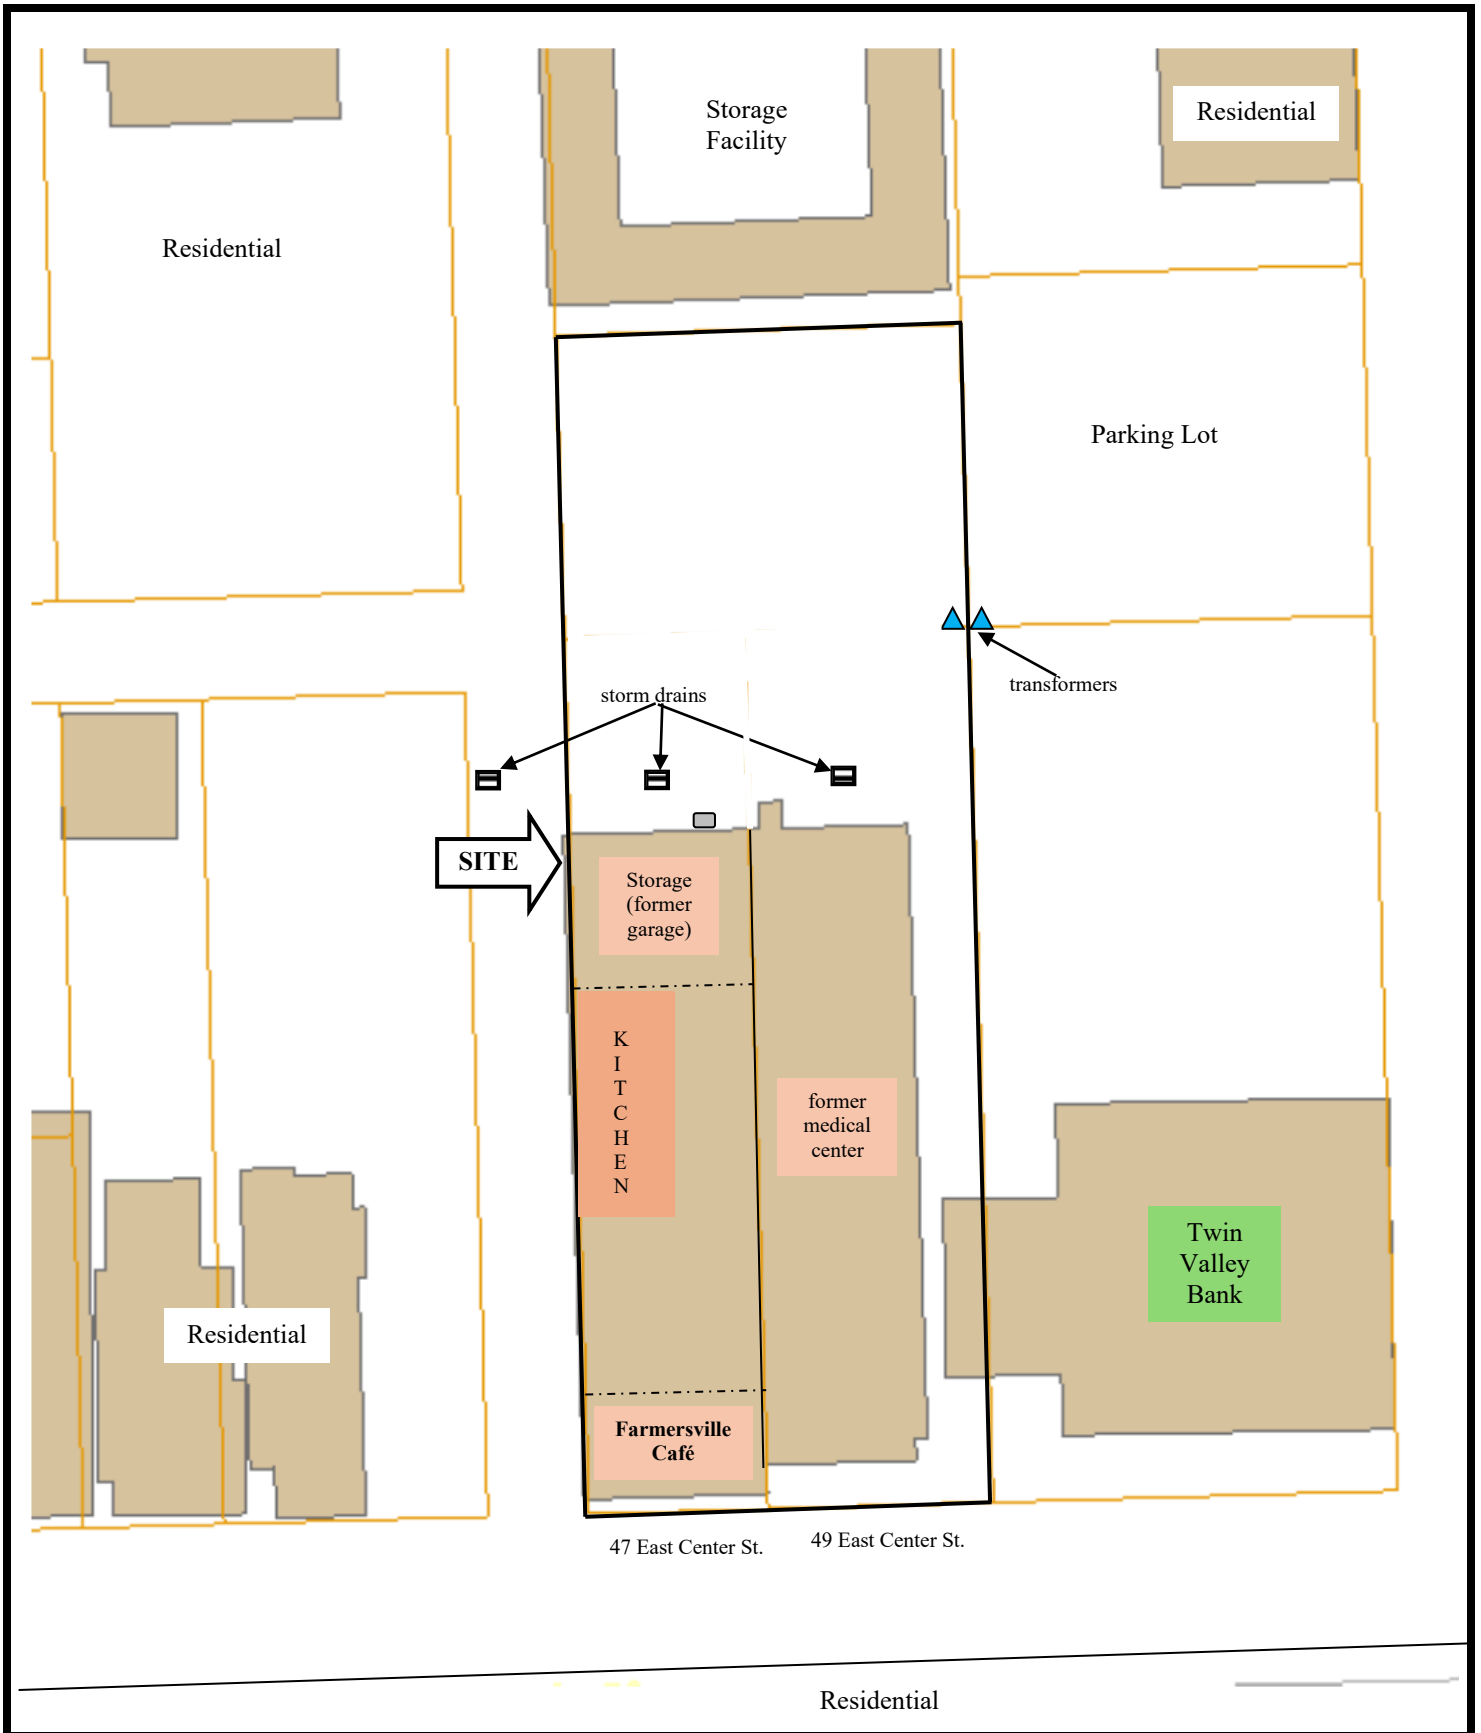 Storage
Facility
Residential
Residential
Parking Lot
storm drains
transformers
SITE
Storage
(former
garage)
K
I
T
C
H
E
N
former
medical
center
Twin
Valley
Bank
Residential
Farmersville
Café
47 East Center St.
49 East Center St.
Residential